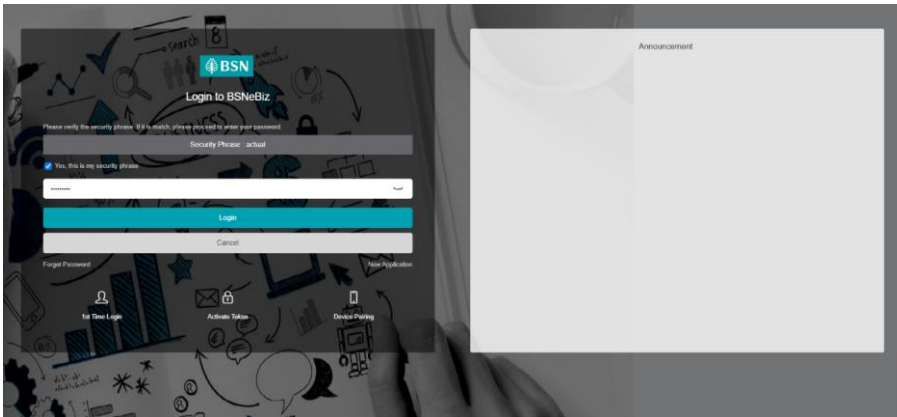 search 8
BSN
Login to BSNeBiz
Please verify the security phrase. If it is match, please proceed to enter your password.
Security Phrase : actual
Yes, this is my security phrase
Login
Cancel
Forgot Password
New Application
1st Time Login
Activate Token
Device Pairing
Announcement